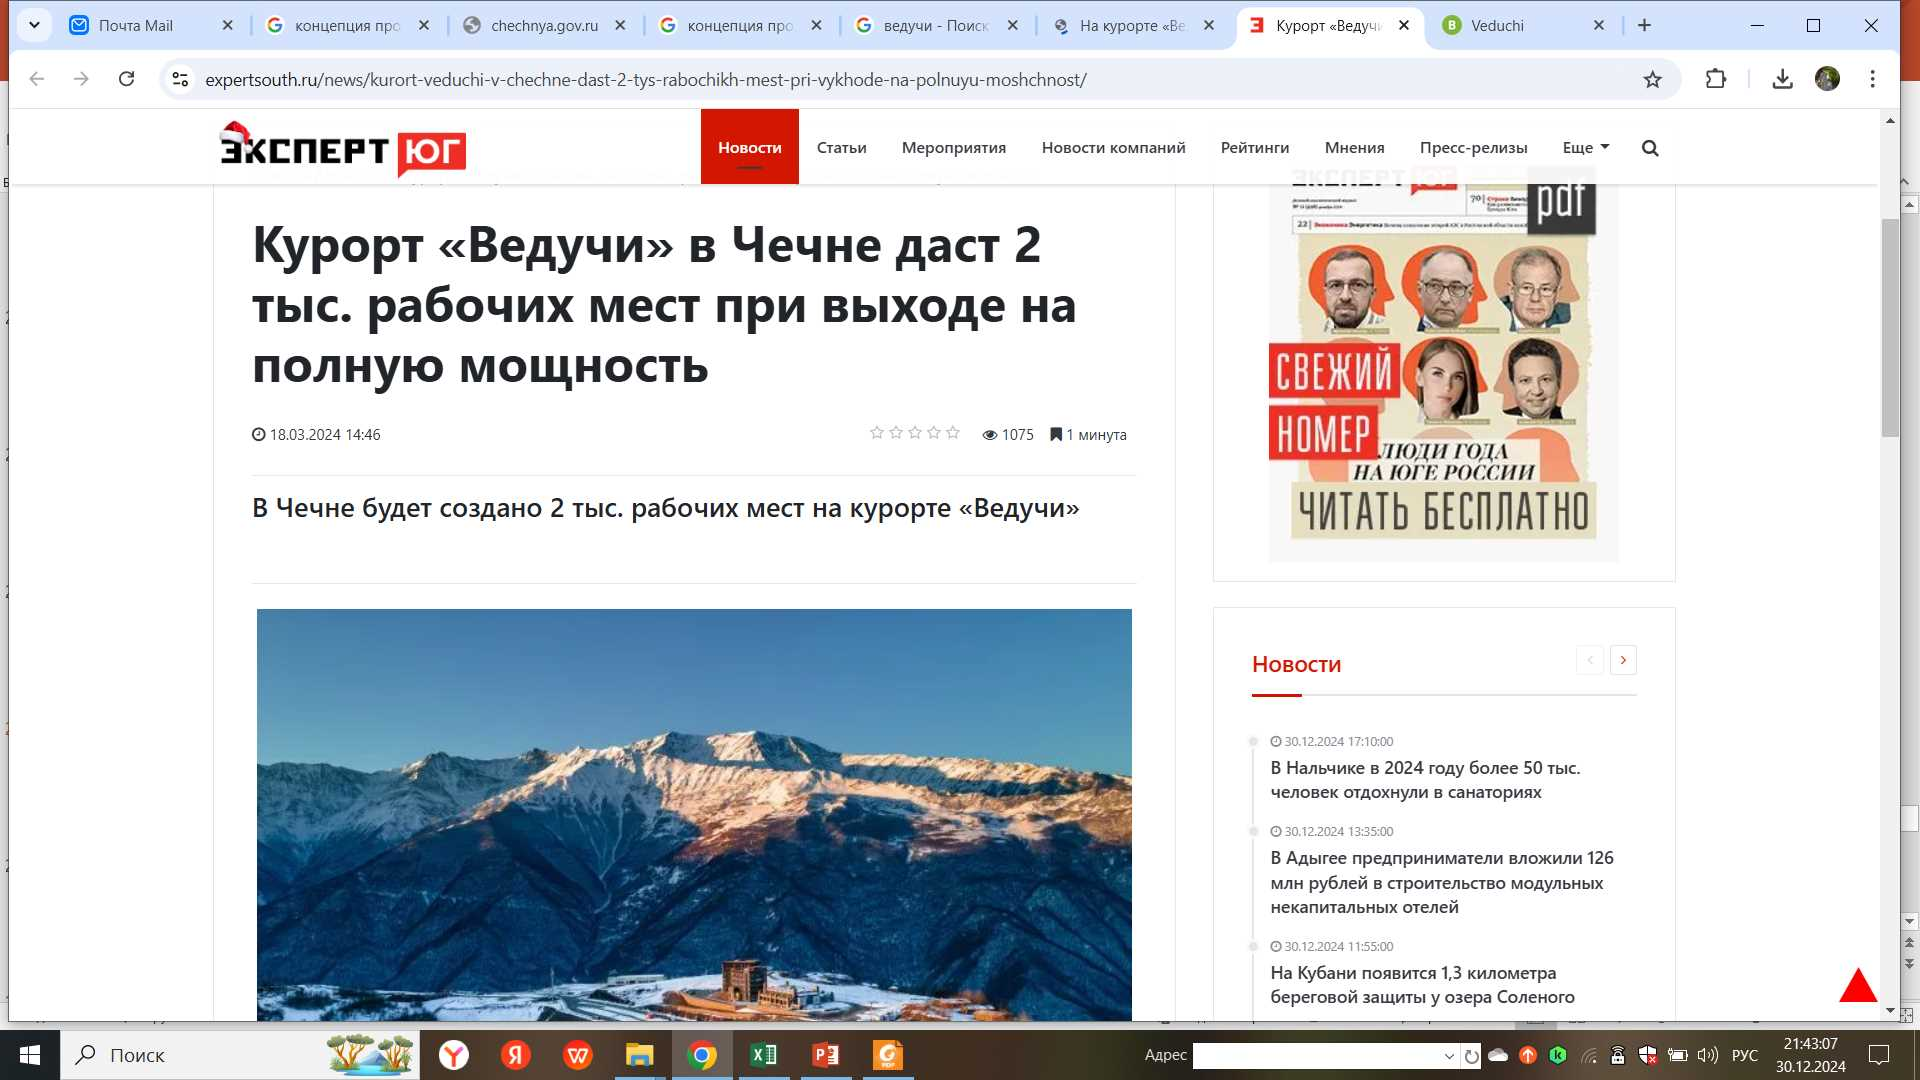 Почта Mail
концепция про
chechnya.gov.ru
концепция про
ведучи - Поиск
На курорте «Ве
Курорт «Ведучи
Veduchi
expertsouth.ru/news/kurort-veduchi-v-chechne-dast-2-tys-rabochikh-mest-pri-vykhode-na-polnuyu-moshchnost/
ЭКСПЕРТ ЮГ
Новости
Статьи
Мероприятия
Новости компаний
Рейтинги
Мнения
Пресс-релизы
Еще
Курорт «Ведучи» в Чечне даст 2
тыс. рабочих мест при выходе на
полную мощность
18.03.2024 14:46
1075
1 минута
В Чечне будет создано 2 тыс. рабочих мест на курорте «Ведучи»
ЭКСПЕРТ ЮГ
pdf
СВЕЖИЙ
НОМЕР
ЛЮДИ ГОДА
НА ЮГЕ РОССИИ
ЧИТАТЬ БЕСПЛАТНО
Новости
30.12.2024 17:10:00
В Нальчике в 2024 году более 50 тыс.
человек отдохнули в санаториях
30.12.2024 13:35:00
В Адыгее предприниматели вложили 126
млн рублей в строительство модульных
некапитальных отелей
30.12.2024 11:55:00
На Кубани появится 1,3 километра
береговой защиты у озера Соленого
Поиск
Адрес
РУС
21:43:07
30.12.2024